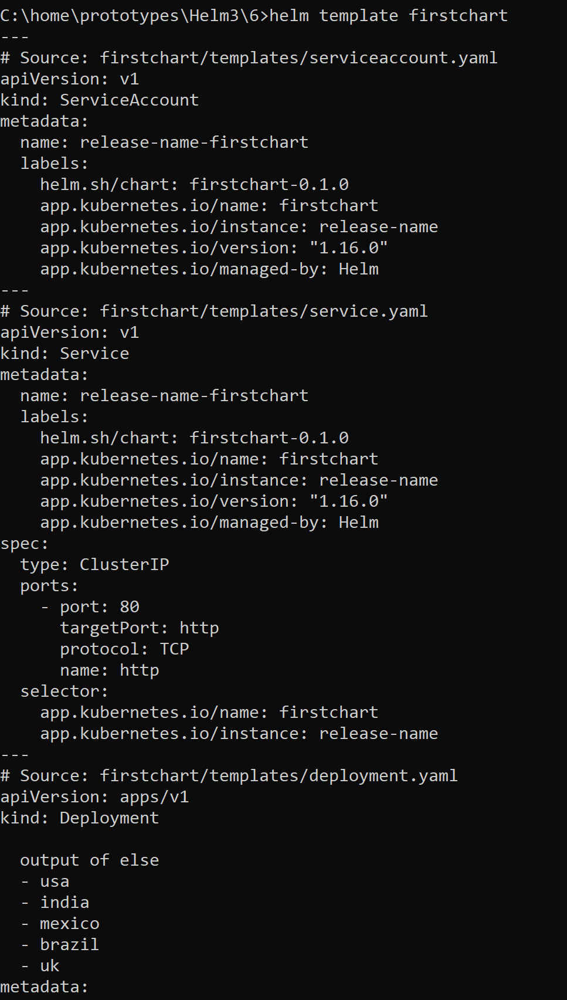 C:\home\prototypes\Helm3\6>helm template firstchart
---
# Source: firstchart/templates/serviceaccount.yaml
apiVersion: v1
kind: ServiceAccount
metadata:
  name: release-name-firstchart
  labels:
    helm.sh/chart: firstchart-0.1.0
    app.kubernetes.io/name: firstchart
    app.kubernetes.io/instance: release-name
    app.kubernetes.io/version: "1.16.0"
    app.kubernetes.io/managed-by: Helm
---
# Source: firstchart/templates/service.yaml
apiVersion: v1
kind: Service
metadata:
  name: release-name-firstchart
  labels:
    helm.sh/chart: firstchart-0.1.0
    app.kubernetes.io/name: firstchart
    app.kubernetes.io/instance: release-name
    app.kubernetes.io/version: "1.16.0"
    app.kubernetes.io/managed-by: Helm
spec:
  type: ClusterIP
  ports:
    - port: 80
      targetPort: http
      protocol: TCP
      name: http
  selector:
    app.kubernetes.io/name: firstchart
    app.kubernetes.io/instance: release-name
---
# Source: firstchart/templates/deployment.yaml
apiVersion: apps/v1
kind: Deployment

  output of else
  - usa
  - india
  - mexico
  - brazil
  - uk
metadata: